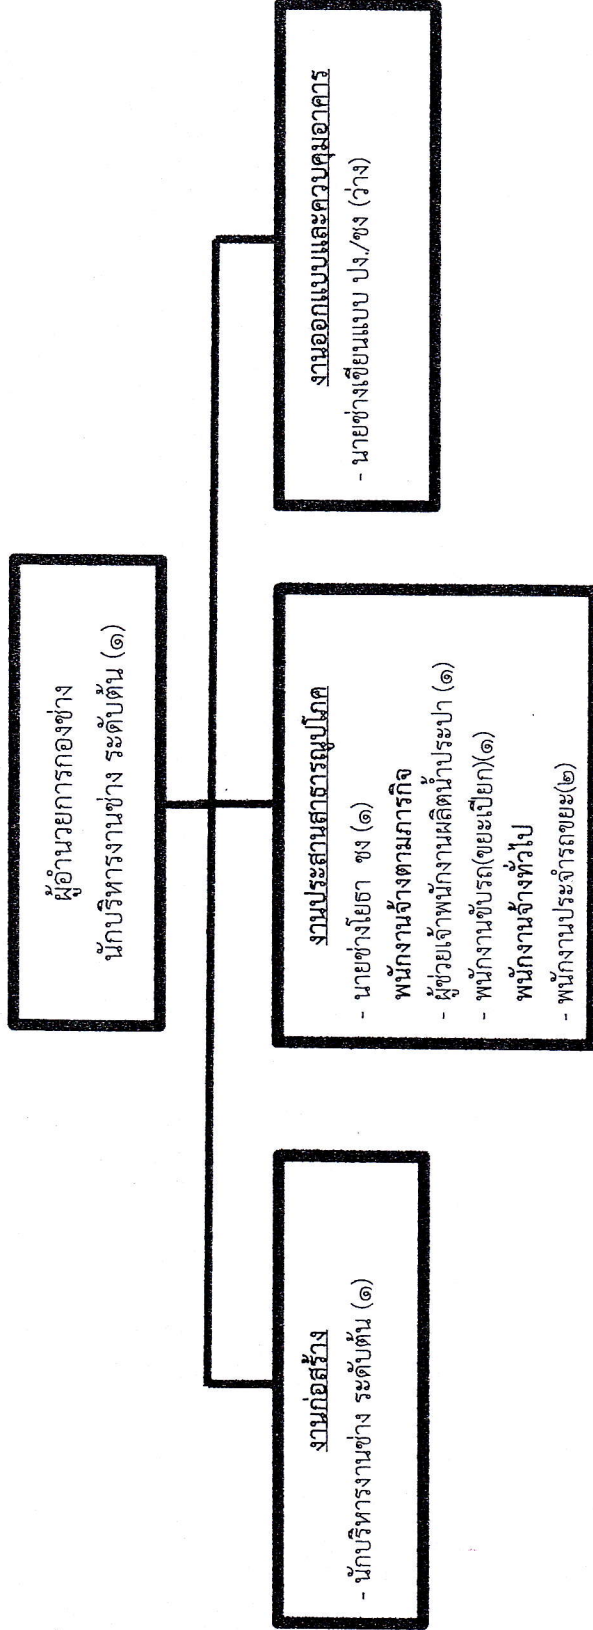 ผู้อำนวยการกองช่าง
นักบริหารงานช่าง ระดับต้น (๑)
งานก่อสร้าง
- นักบริหารงานช่าง ระดับต้น (๑)
งานประสานสาธารณูปโภค
- นายช่างโยธา ชง (๑)
พนักงานจ้างตามภารกิจ
- ผู้ช่วยเจ้าพนักงานผลิตน้ำประปา (๑)
- พนักงานขับรถ(ขยะเปียก)(๑)
พนักงานจ้างทั่วไป
- พนักงานประจำรถขยะ(๒)
งานออกแบบและควบคุมอาคาร
- นายช่างเขียนแบบ ปง./ชง (ว่าง)